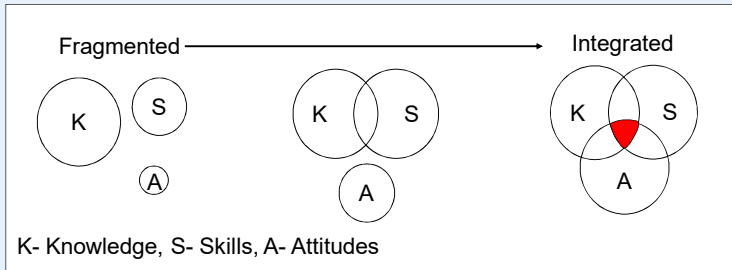 Fragmented
Integrated
K
S
A
K
S
A
K
S
A
K- Knowledge, S- Skills, A- Attitudes